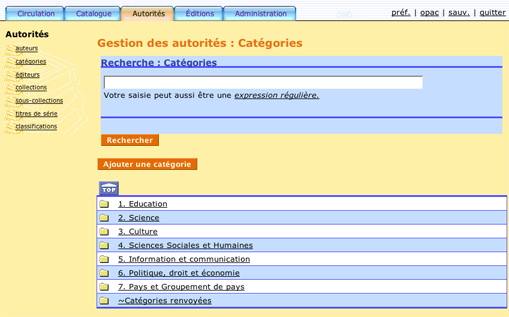 Circulation Catalogue Autorités Éditions Administration préf. | opac | sauv. | quitter
Autorités
auteurs
catégories
éditeurs
collections
sous-collections
titres de série
classifications
Gestion des autorités : Catégories
Recherche : Catégories
Votre saisie peut aussi être une expression régulière.
Rechercher
Ajouter une catégorie
TOP
1. Education
2. Science
3. Culture
4. Sciences Sociales et Humaines
5. Information et communication
6. Politique, droit et économie
7. Pays et Groupement de pays
~Catégories renvoyées